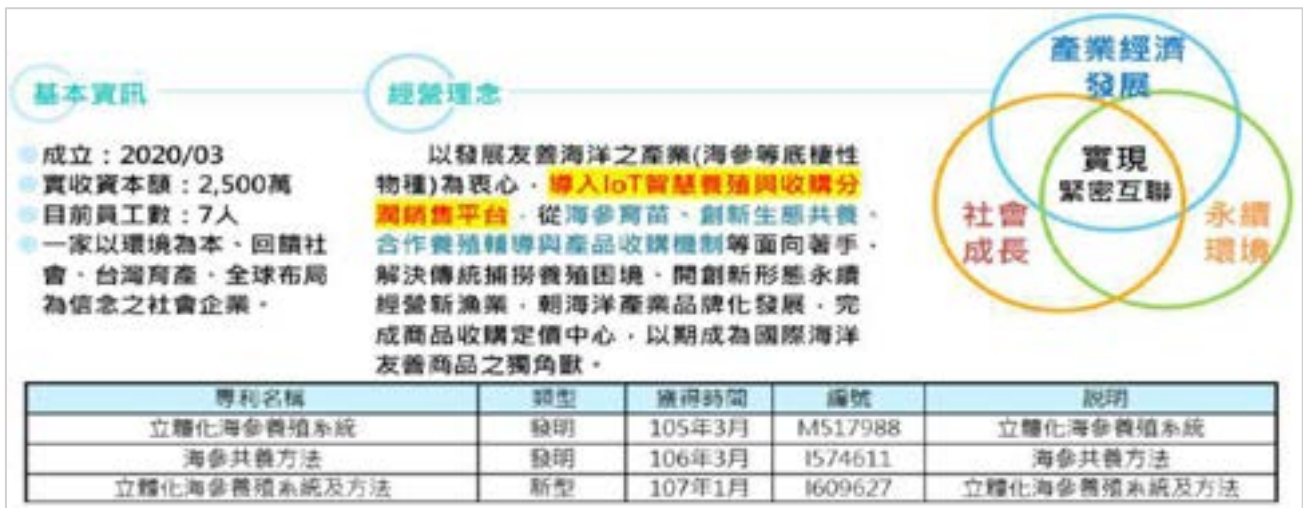 基本資訊
成立：2020/03
實收資本額：2,500萬
目前員工數：7人
一家以環境為本、回饋社
會、台灣育產、全球布局
為信念之社會企業。
經營理念
以發展友善海洋之產業(海參等底棲性
物種)為衷心，導入IoT智慧養殖與收購分
潤銷售平台，從海參育苗、創新生態共養、
合作養殖輔導與產品收購機制等面向著手，
解決傳統捕撈養殖困境、開創新形態永續
經營新漁業，朝海洋產業品牌化發展，完
成商品收購定價中心，以期成為國際海洋
友善商品之獨角獸。
產業經濟
發展
實現
緊密互聯
社會
成長
永續
環境
專利名稱 類型 獲得時間 編號 說明
立體化海參養殖系統 發明 105年3月 M517988 立體化海參養殖系統
海參共養方法 發明 106年3月 I574611 海參共養方法
立體化海參養殖系統及方法 新型 107年1月 I609627 立體化海參養殖系統及方法